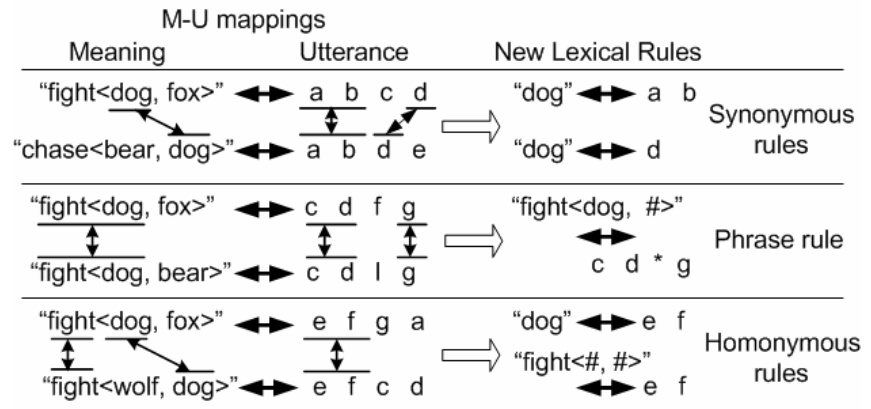 M-U mappings
Meaning Utterance New Lexical Rules
“fight<dog, fox>” a b c d “dog” a b
Synonymous
rules
“chase<bear, dog>” a b d e “dog” d
“fight<dog, fox>” c d f g “fight<dog, #>”
Phrase rule
“fight<dog, bear>” c d l g c d * g
“fight<dog, fox>” e f g a “dog” e f
Homonymous
rules
“fight<#, #>”
“fight<wolf, dog>” e f c d e f